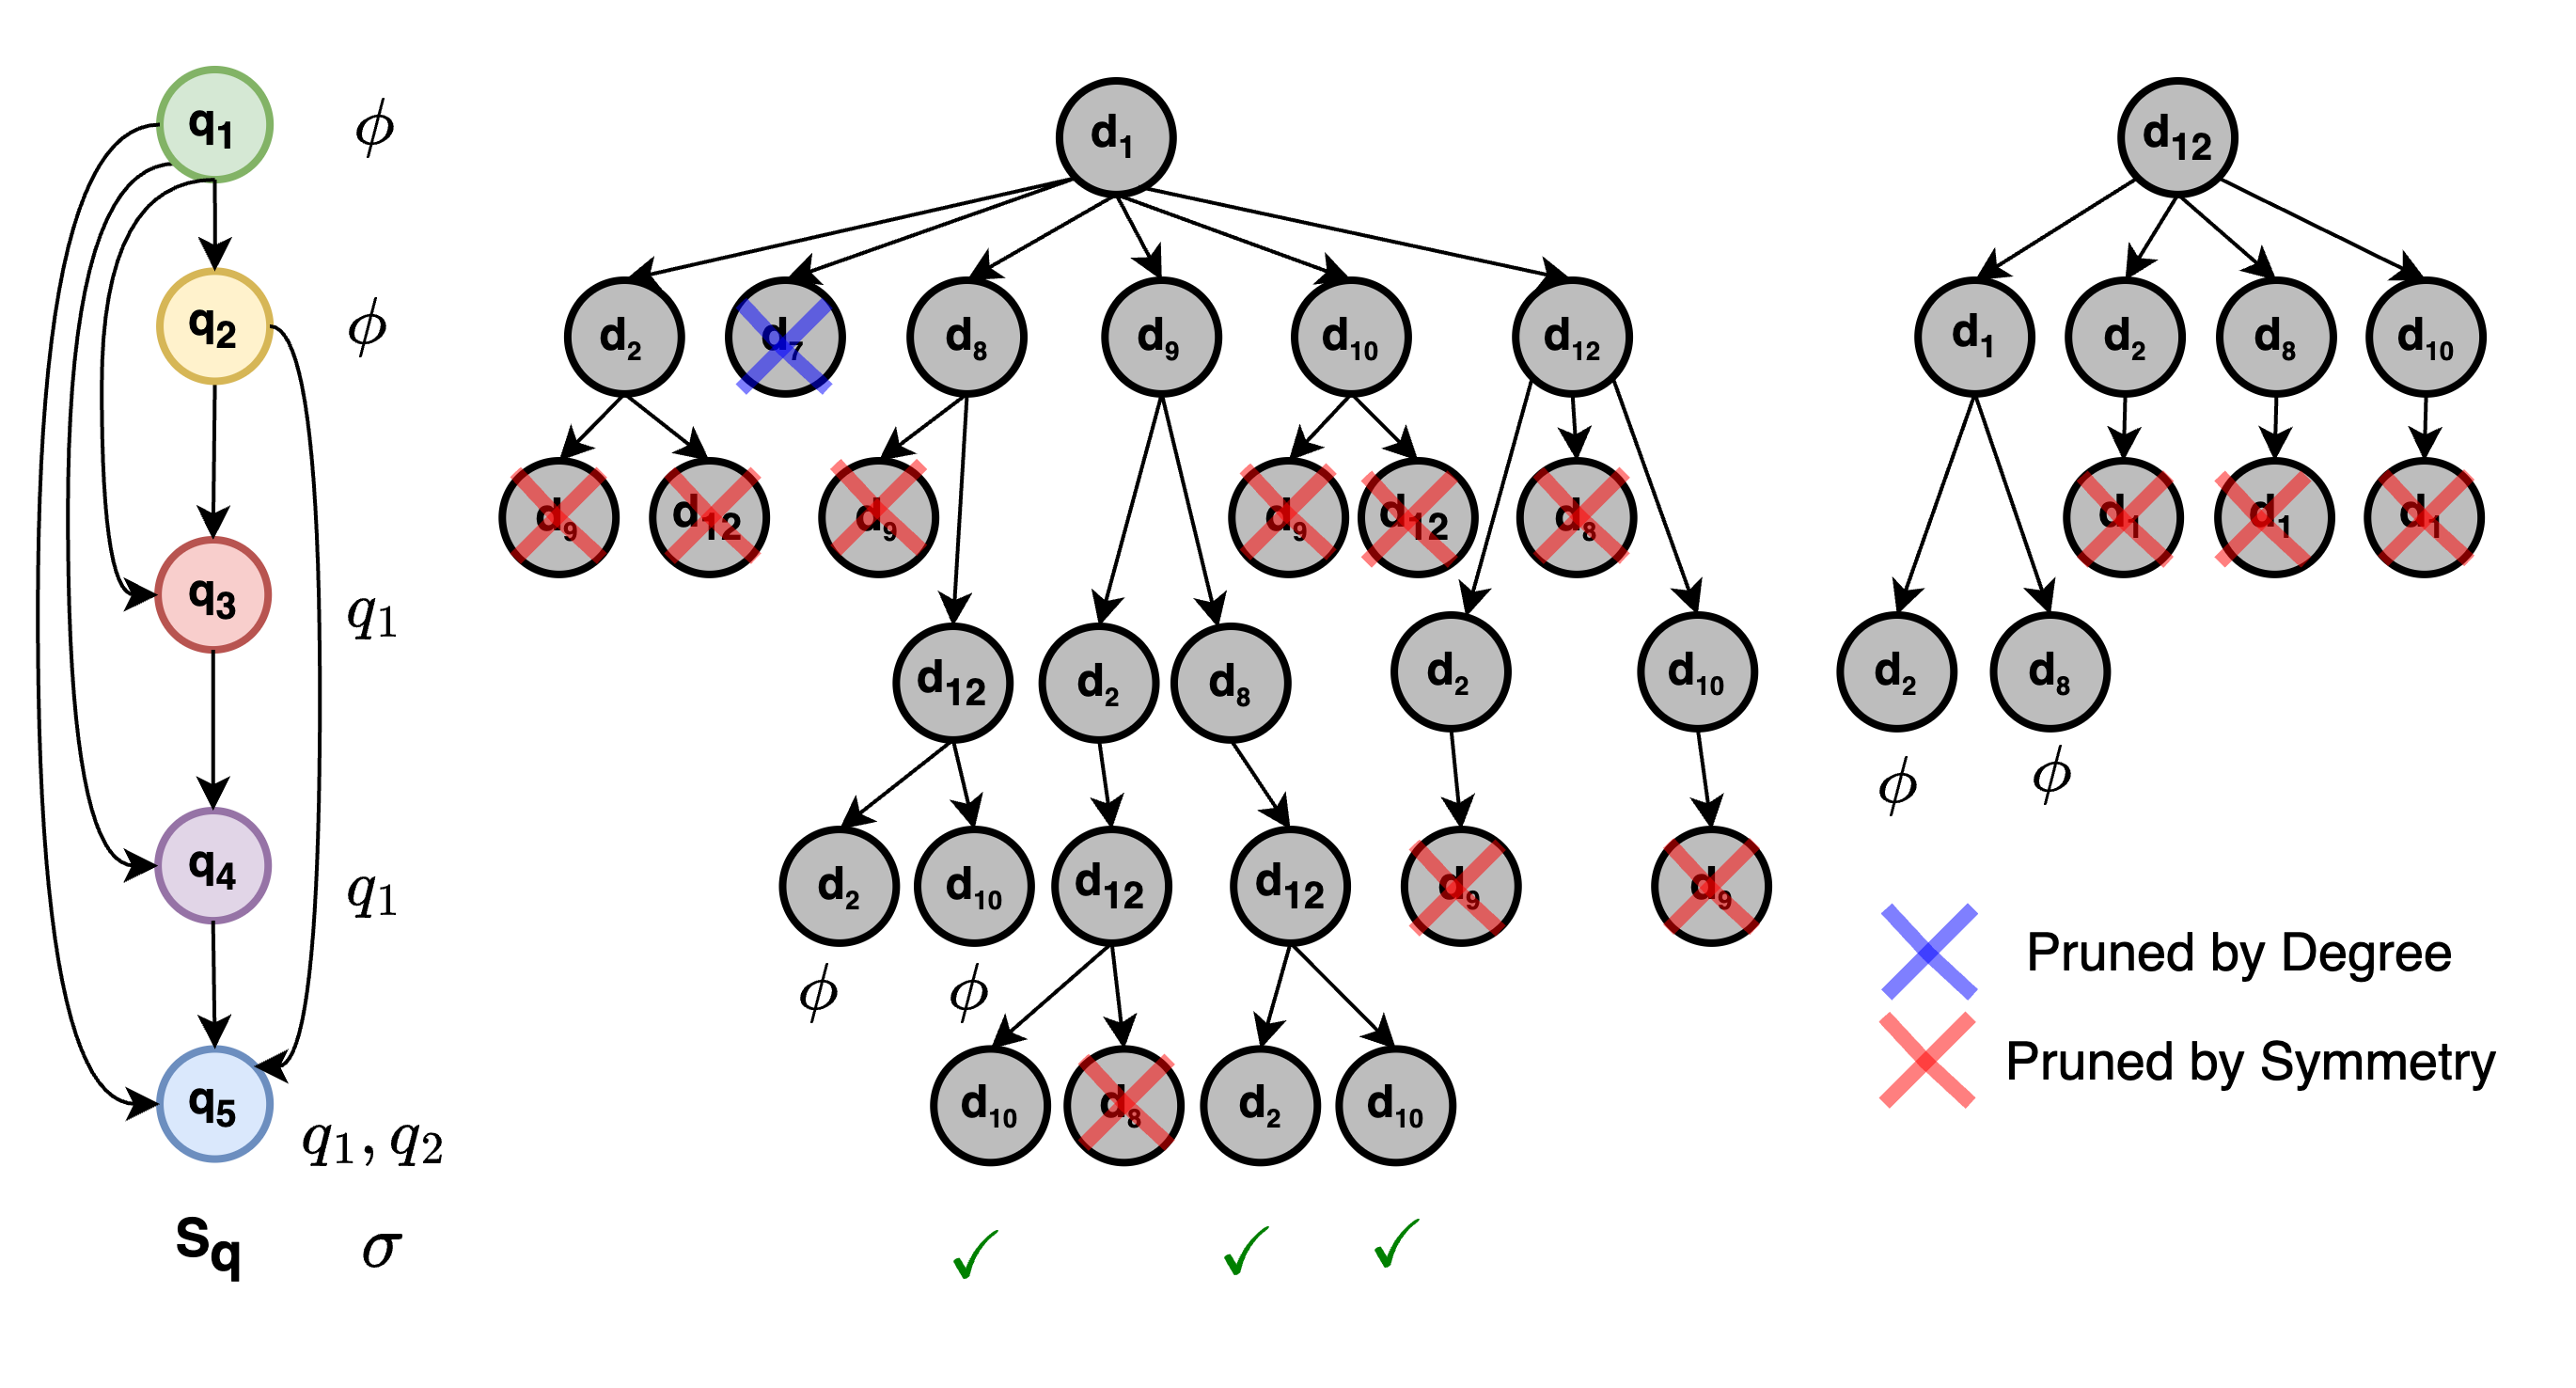 q1 ϕ
d1 d12
q2 ϕ
d2 d7 d8 d9 d10 d12 d1 d2 d8 d10
d9 d12 d9 d9 d12 d8 d1 d1 d1
q3 q1
d12 d2 d8 d2 d10 d2 d8
ϕ ϕ
q4 q1
d2 d10 d12 d12 d9 d9
ϕ ϕ
Pruned by Degree
Pruned by Symmetry
q5 q1, q2
d10 d8 d2 d10
Sq σ
✓ ✓ ✓